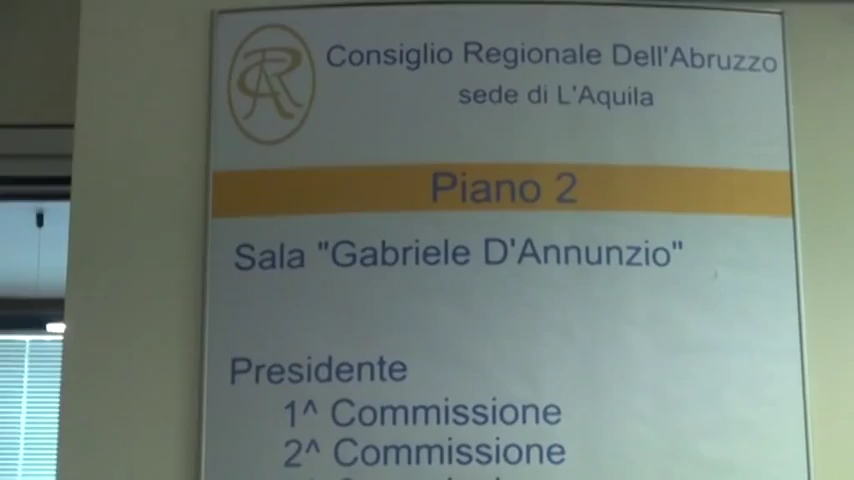 Consiglio Regionale Dell'Abruzzo
sede di L'Aquila
Piano 2
Sala "Gabriele D'Annunzio"
Presidente
1^ Commissione
2^ Commissione